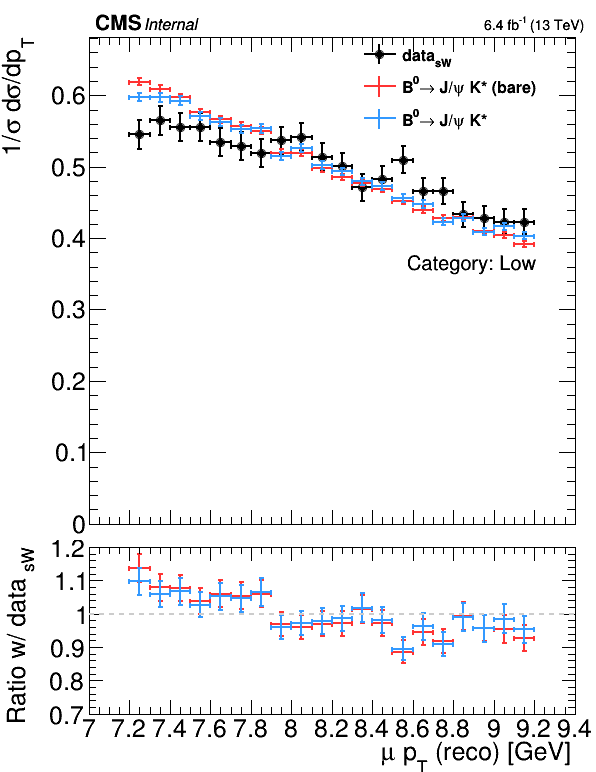 CMS Internal
6.4 fb⁻¹ (13 TeV)
1/σ dσ/dp_T
data_sW
B⁰→ J/ψ K* (bare)
B⁰→ J/ψ K*
Category: Low
0.6
0.5
0.4
0.3
0.2
0.1
0
Ratio w/ data sW
1.2
1.1
1
0.9
0.8
0.7
7 7.2 7.4 7.6 7.8 8 8.2 8.4 8.6 8.8 9 9.2 9.4
μ p_T (reco) [GeV]